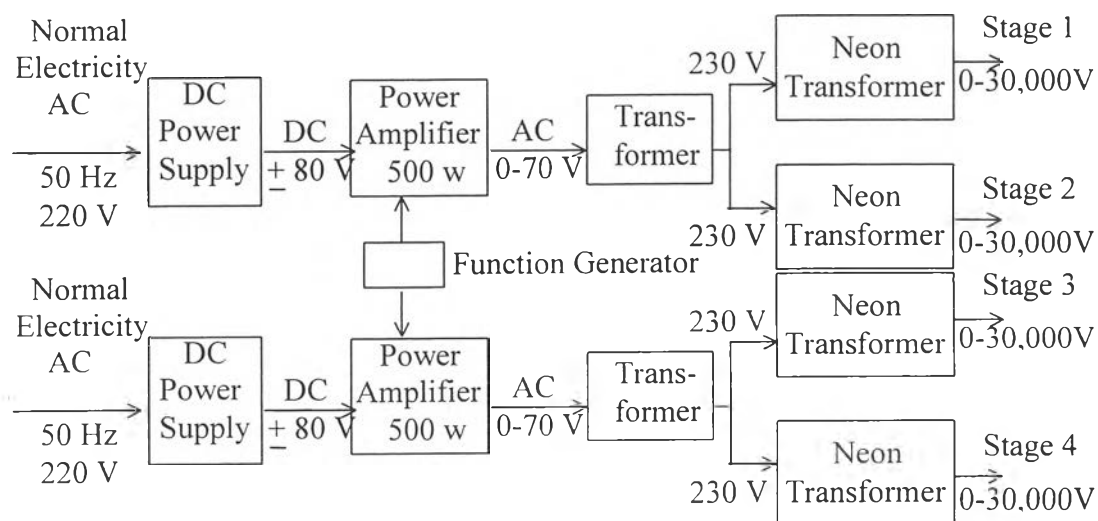 Normal
Electricity
AC
50 Hz
220 V
DC
Power
Supply
DC
± 80 V
Power
Amplifier
500 w
AC
0-70 V
Trans-
former
230 V
230 V
Neon
Transformer
Stage 1
0-30,000V
Neon
Transformer
Stage 2
0-30,000V
Function Generator
Normal
Electricity
AC
50 Hz
220 V
DC
Power
Supply
DC
± 80 V
Power
Amplifier
500 w
AC
0-70 V
Trans-
former
230 V
230 V
Neon
Transformer
Stage 3
0-30,000V
Neon
Transformer
Stage 4
0-30,000V